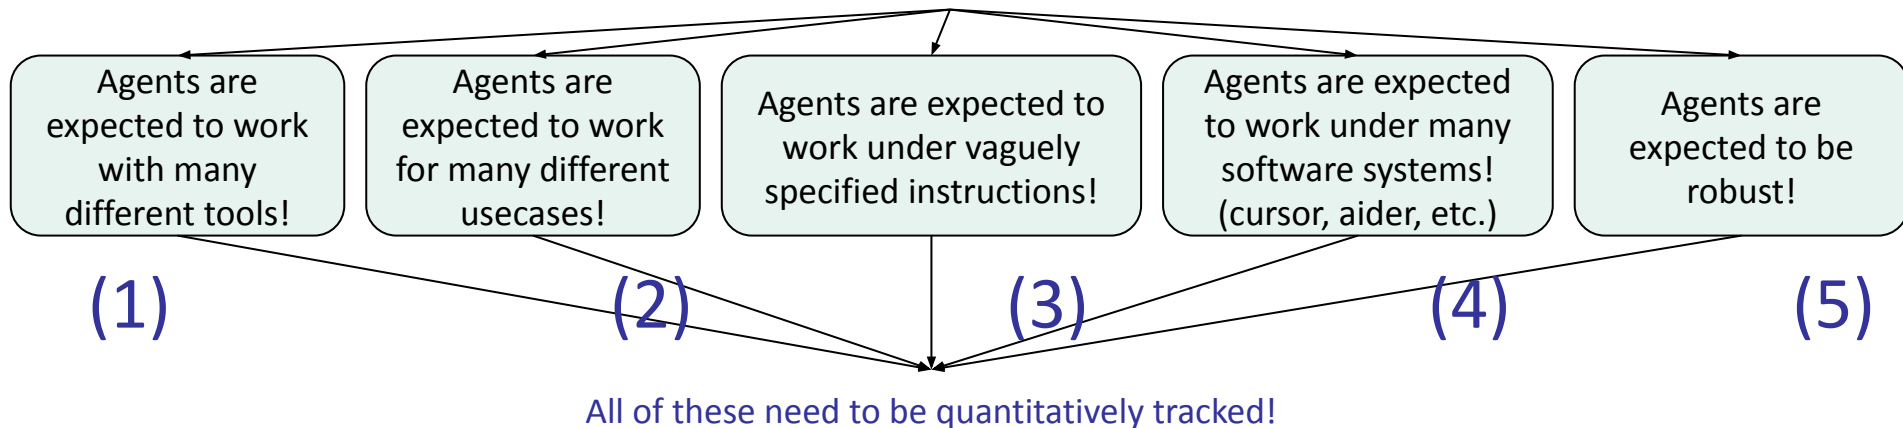 Agents are
expected to work
with many
different tools!
Agents are
expected to work
for many different
usecases!
Agents are expected to
work under vaguely
specified instructions!
Agents are expected
to work under many
software systems!
(cursor, aider, etc.)
Agents are
expected to be
robust!
(1)
(2)
(3)
(4)
(5)
All of these need to be quantitatively tracked!